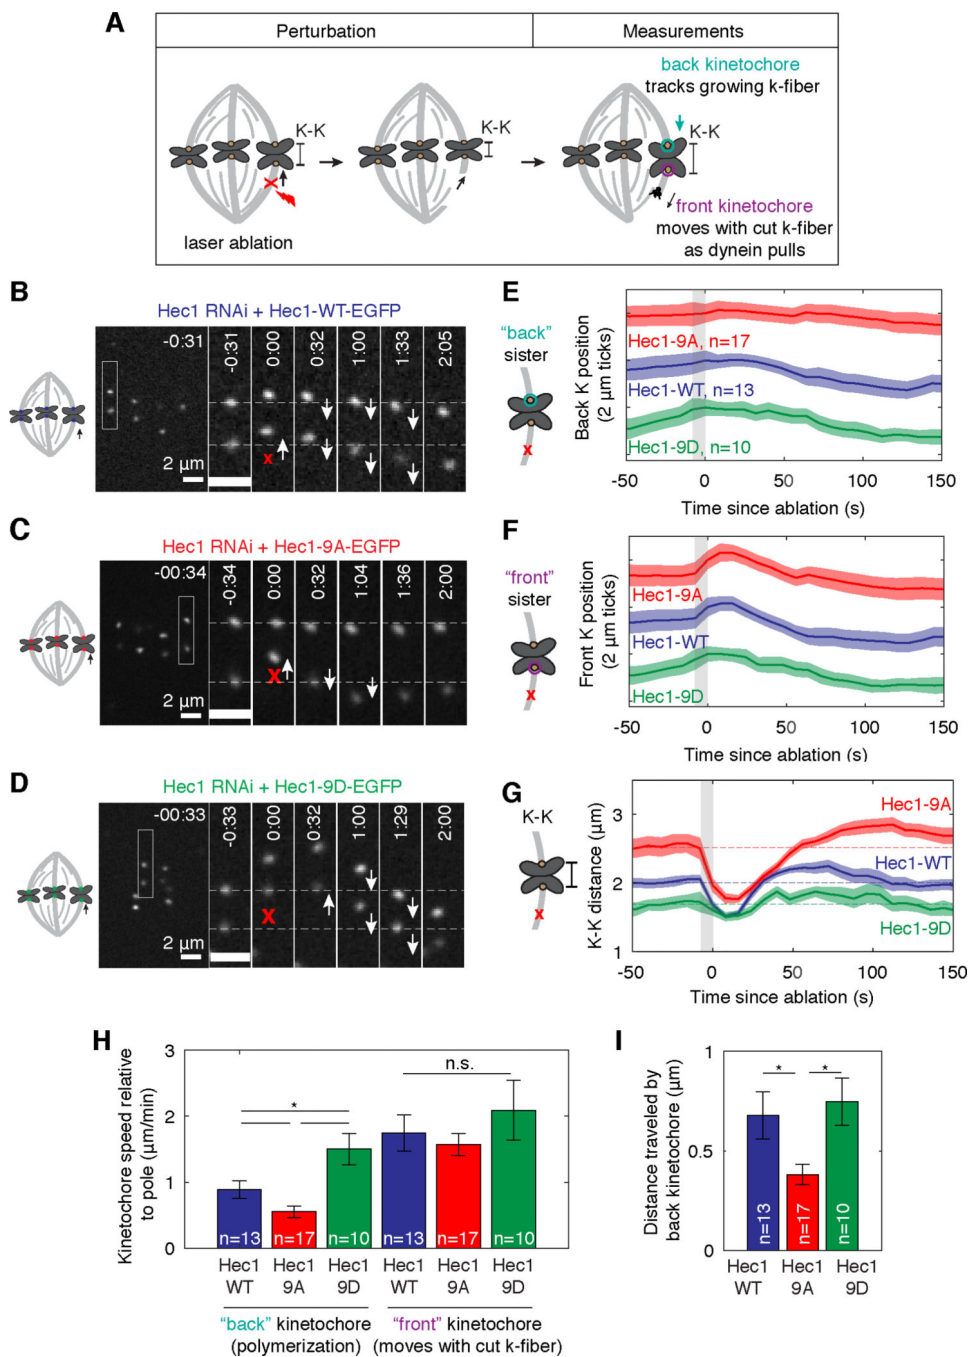 A
Perturbation
Measurements
back kinetochore
tracks growing k-fiber
K-K
K-K
K-K
X
laser ablation
front kinetochore
moves with cut k-fiber
as dynein pulls
B
Hec1 RNAi + Hec1-WT-EGFP
-0:31
-0:31
0:00
0:32
1:00
1:33
2:05
x
2 μm
C
Hec1 RNAi + Hec1-9A-EGFP
-00:34
-0:34
0:00
0:32
1:04
1:36
2:00
X
2 μm
D
Hec1 RNAi + Hec1-9D-EGFP
-00:33
-0:33
0:00
0:32
1:00
1:29
2:00
X
2 μm
E
"back"
sister
x
Back K position
(2 μm ticks)
Hec1-9A, n=17
Hec1-WT, n=13
Hec1-9D, n=10
-50 0 50 100 150
Time since ablation (s)
F
"front"
sister
x
Front K position
(2 μm ticks)
Hec1-9A
Hec1-WT
Hec1-9D
-50 0 50 100 150
Time since ablation (s)
G
K-K
x
K-K distance (μm)
3
2
1
Hec1-9A
Hec1-WT
Hec1-9D
-50 0 50 100 150
Time since ablation (s)
H
Kinetochore speed relative
to pole (μm/min)
3
2
1
0
*
n.s.
n=13 n=17 n=10 n=13 n=17 n=10
Hec1 Hec1 Hec1 Hec1 Hec1 Hec1
WT 9A 9D WT 9A 9D
"back" kinetochore
(polymerization)
"front" kinetochore
(moves with cut k-fiber)
I
Distance traveled by
back kinetochore (μm)
1
0.5
0
* *
n=13 n=17 n=10
Hec1 Hec1 Hec1
WT 9A 9D